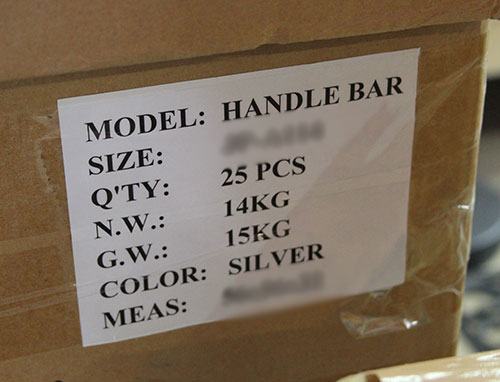 MODEL: HANDLE BAR
SIZE:
Q'TY: 25 PCS
N.W.: 14KG
G.W.: 15KG
COLOR: SILVER
MEAS: